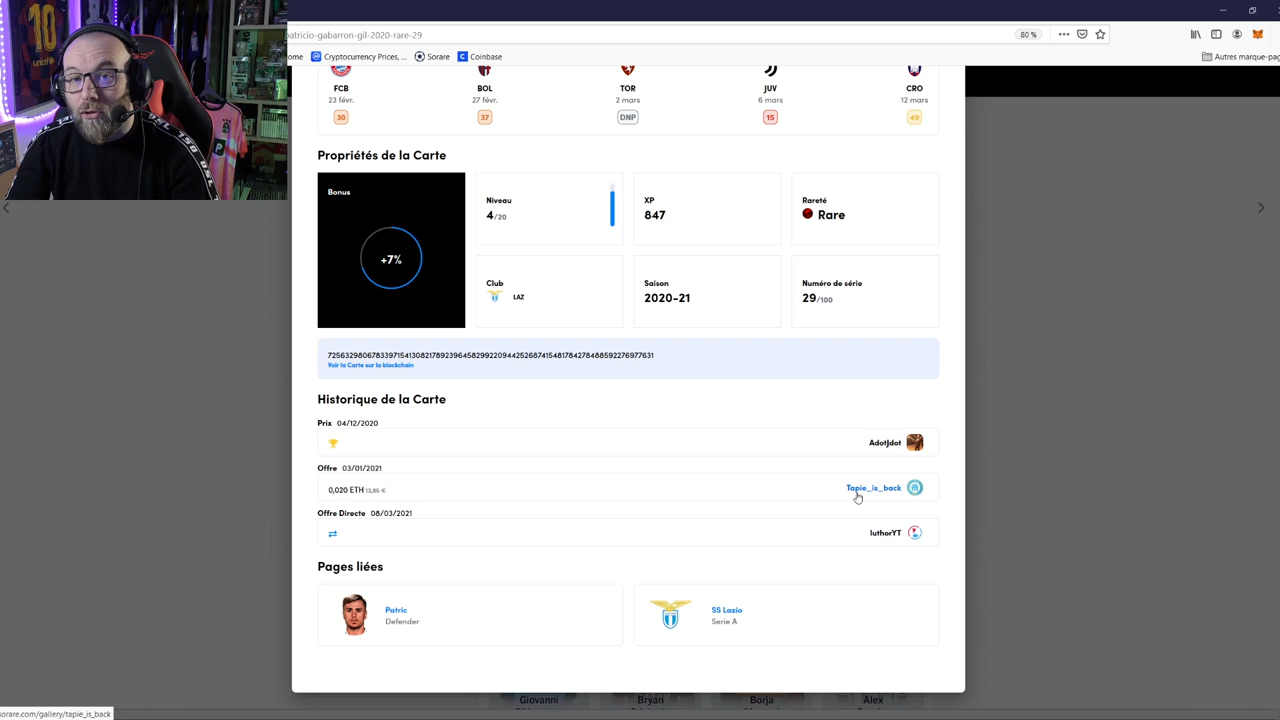 10
unicef
patricio-gabarron-gil-2020-rare-29
80 %
ome
Cryptocurrency Prices, ...
Sorare
Coinbase
Autres marque-pag
FCB
BOL
TOR
JUV
CRO
23 févr.
27 févr.
2 mars
6 mars
12 mars
30
37
DNP
15
49
Propriétés de la Carte
Bonus
+7%
Niveau
4/20
XP
847
Rareté
Rare
Club
LAZ
Saison
2020-21
Numéro de série
29/100
Voir la Carte sur la blockchain
Historique de la Carte
Prix 04/12/2020
AdotJdot
Offre 03/01/2021
0,020 ETH 13,85 €
Tapie_is_back
Offre Directe 08/03/2021
luthorYT
Pages liées
Patric
Defender
SS Lazio
Serie A
Giovanni
Bryan
Borja
Alex
sorare.com/gallery/tapie_is_back